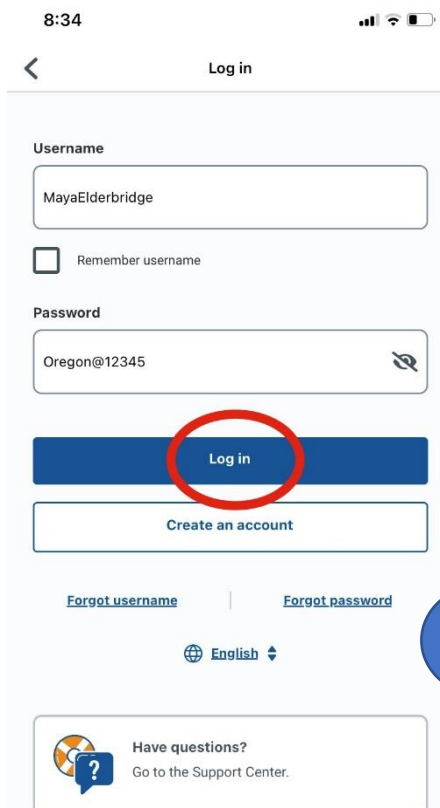 8:34
Log in
Username
MayaElderbridge
Remember username
Password
Oregon@12345
Log in
Create an account
Forgot username
Forgot password
English
?
Have questions?
Go to the Support Center.